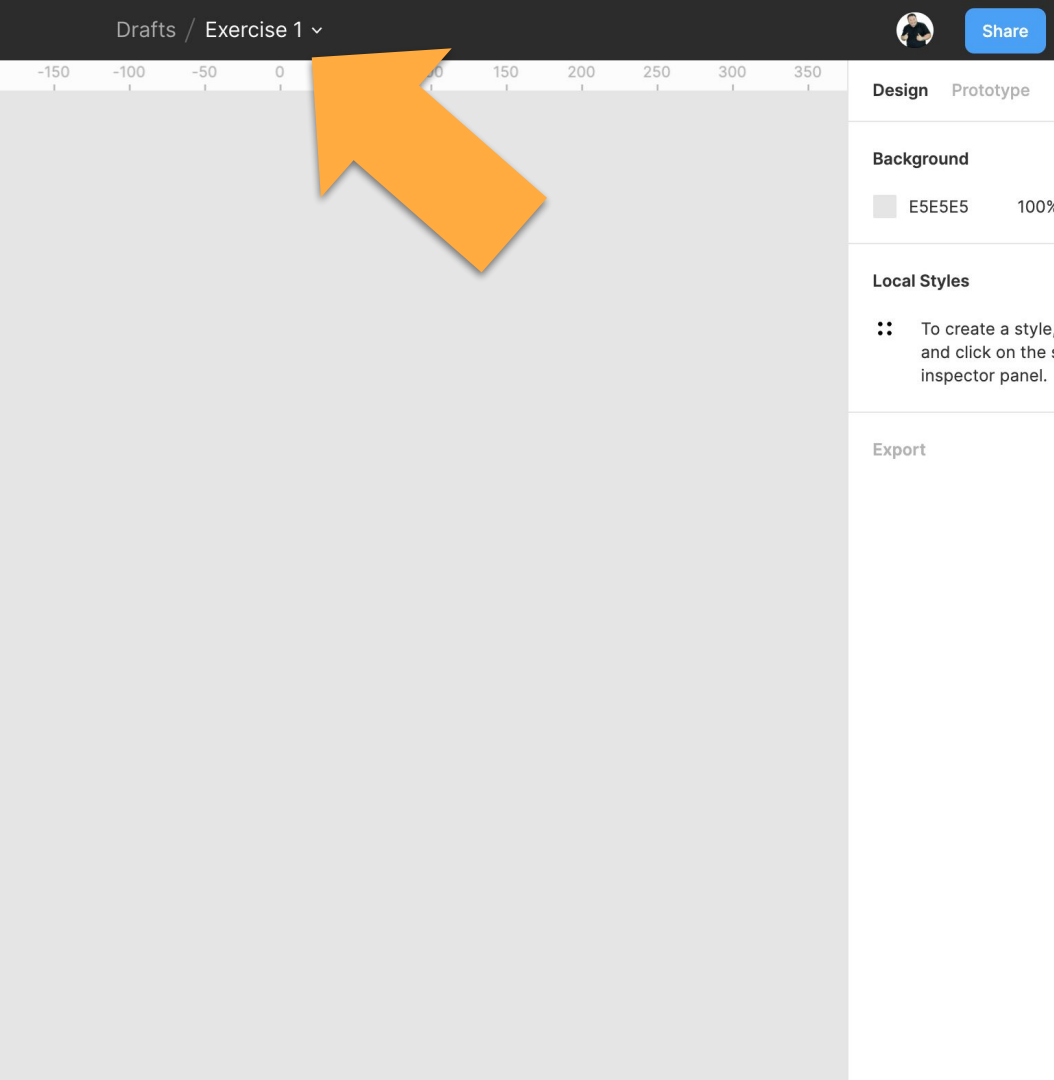 Drafts / Exercise 1
Share
-150 -100 -50 0 150 200 250 300 350
Design Prototype
Background
E5E5E5 100%
Local Styles
To create a style,
and click on the
inspector panel.
Export